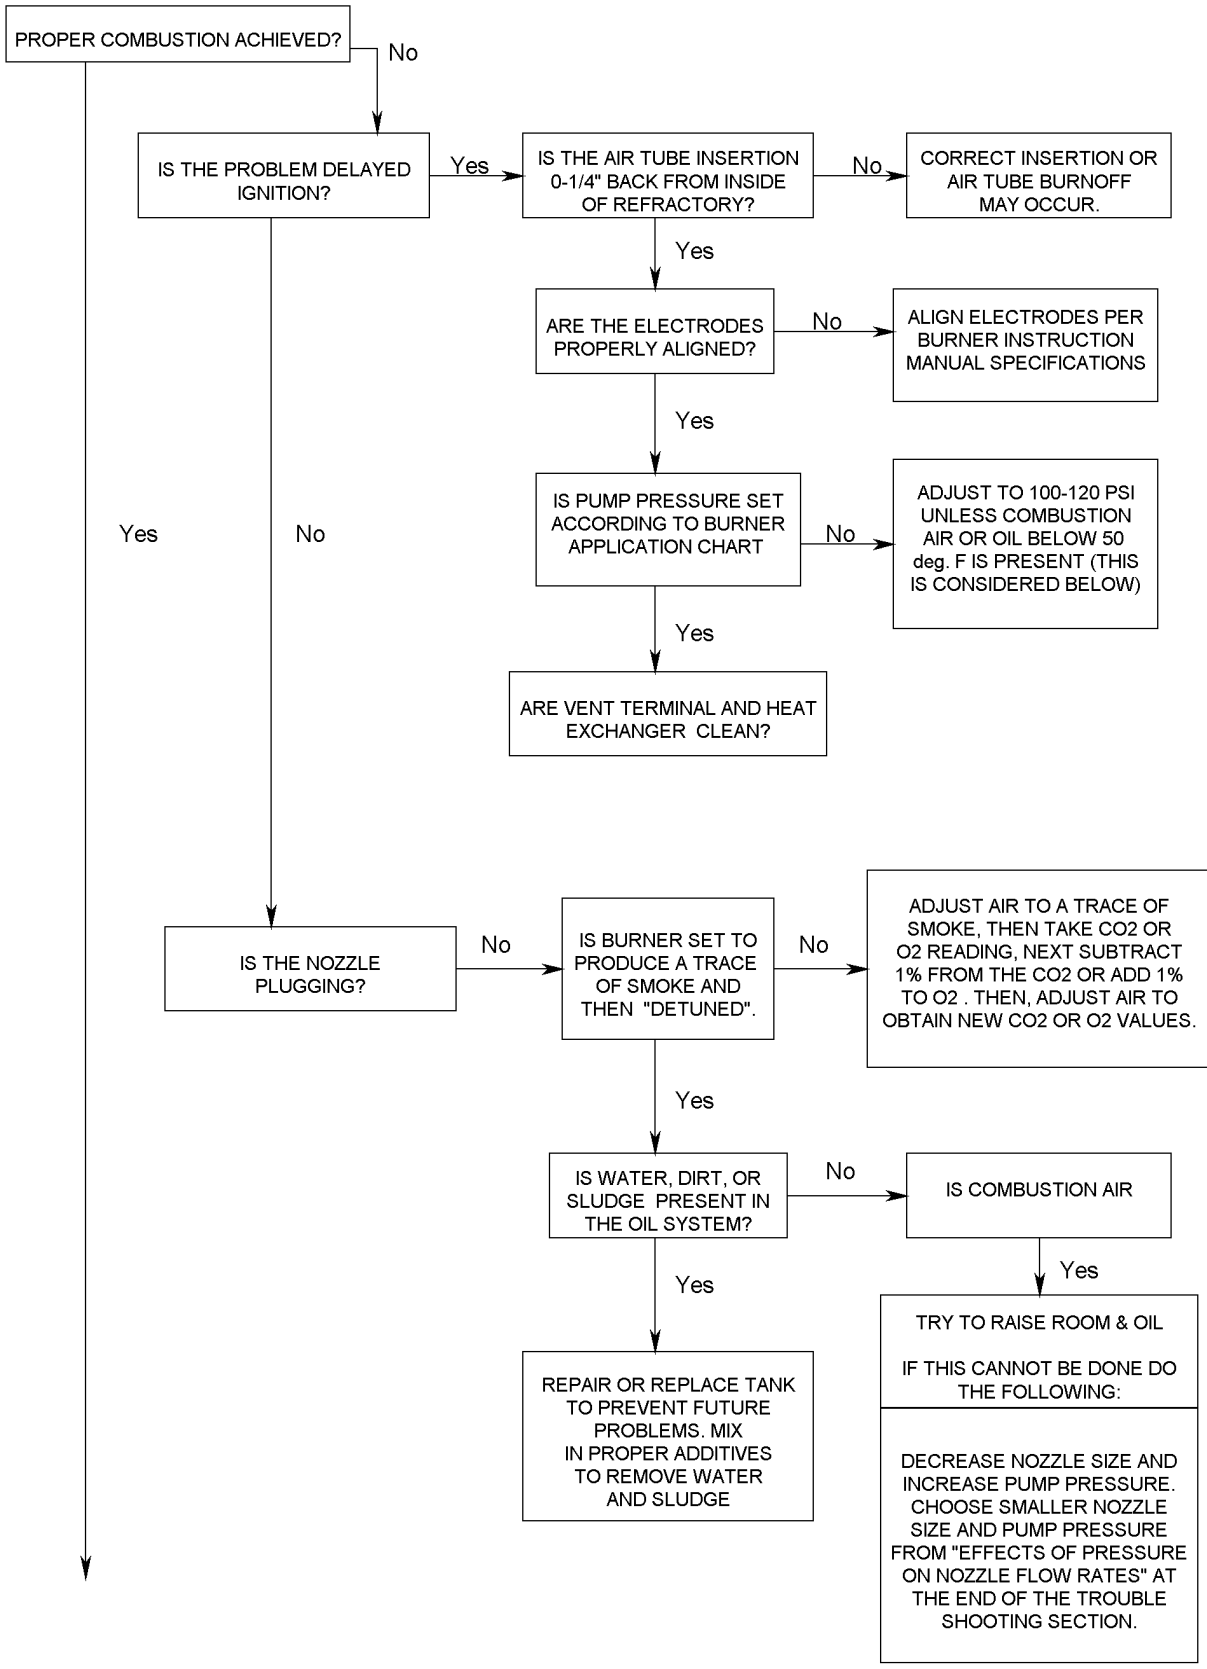 PROPER COMBUSTION ACHIEVED?
No
IS THE PROBLEM DELAYED
IGNITION?
Yes
IS THE AIR TUBE INSERTION
0-1/4" BACK FROM INSIDE
OF REFRACTORY?
No
CORRECT INSERTION OR
AIR TUBE BURNOFF
MAY OCCUR.
Yes
ARE THE ELECTRODES
PROPERLY ALIGNED?
No
ALIGN ELECTRODES PER
BURNER INSTRUCTION
MANUAL SPECIFICATIONS
Yes
IS PUMP PRESSURE SET
ACCORDING TO BURNER
APPLICATION CHART
No
ADJUST TO 100-120 PSI
UNLESS COMBUSTION
AIR OR OIL BELOW 50
deg. F IS PRESENT (THIS
IS CONSIDERED BELOW)
Yes
No
Yes
ARE VENT TERMINAL AND HEAT
EXCHANGER CLEAN?
IS THE NOZZLE
PLUGGING?
No
IS BURNER SET TO
PRODUCE A TRACE
OF SMOKE AND
THEN "DETUNED".
No
ADJUST AIR TO A TRACE OF
SMOKE, THEN TAKE CO2 OR
O2 READING, NEXT SUBTRACT
1% FROM THE CO2 OR ADD 1%
TO O2 . THEN, ADJUST AIR TO
OBTAIN NEW CO2 OR O2 VALUES.
Yes
IS WATER, DIRT, OR
SLUDGE PRESENT IN
THE OIL SYSTEM?
No
IS COMBUSTION AIR
Yes
Yes
REPAIR OR REPLACE TANK
TO PREVENT FUTURE
PROBLEMS. MIX
IN PROPER ADDITIVES
TO REMOVE WATER
AND SLUDGE
TRY TO RAISE ROOM & OIL
IF THIS CANNOT BE DONE DO
THE FOLLOWING:
DECREASE NOZZLE SIZE AND
INCREASE PUMP PRESSURE.
CHOOSE SMALLER NOZZLE
SIZE AND PUMP PRESSURE
FROM "EFFECTS OF PRESSURE
ON NOZZLE FLOW RATES" AT
THE END OF THE TROUBLE
SHOOTING SECTION.